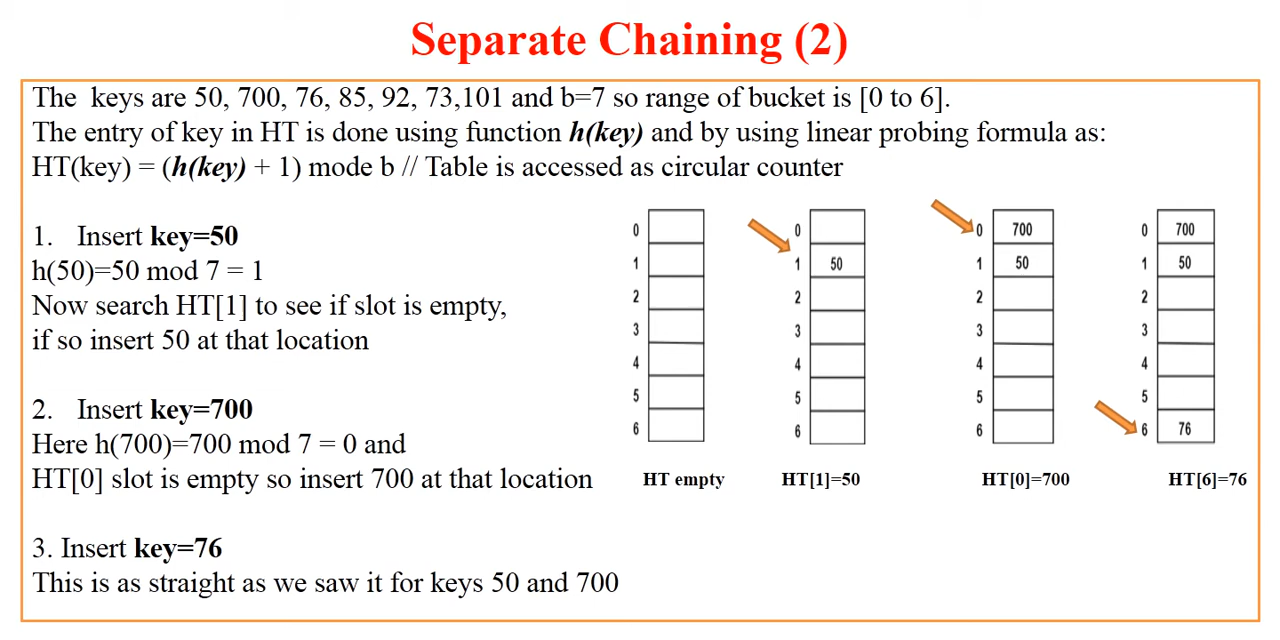 Separate Chaining (2)
The keys are 50, 700, 76, 85, 92, 73,101 and b=7 so range of bucket is [0 to 6].
The entry of key in HT is done using function h(key) and by using linear probing formula as:
HT(key) = (h(key) + 1) mode b // Table is accessed as circular counter
1. Insert key=50
h(50)=50 mod 7 = 1
Now search HT[1] to see if slot is empty,
if so insert 50 at that location
2. Insert key=700
Here h(700)=700 mod 7 = 0 and
HT[0] slot is empty so insert 700 at that location
3. Insert key=76
This is as straight as we saw it for keys 50 and 700
0
1
2
3
4
5
6
HT empty
0
1 50
2
3
4
5
6
HT[1]=50
0 700
1 50
2
3
4
5
6
HT[0]=700
0 700
1 50
2
3
4
5
6 76
HT[6]=76